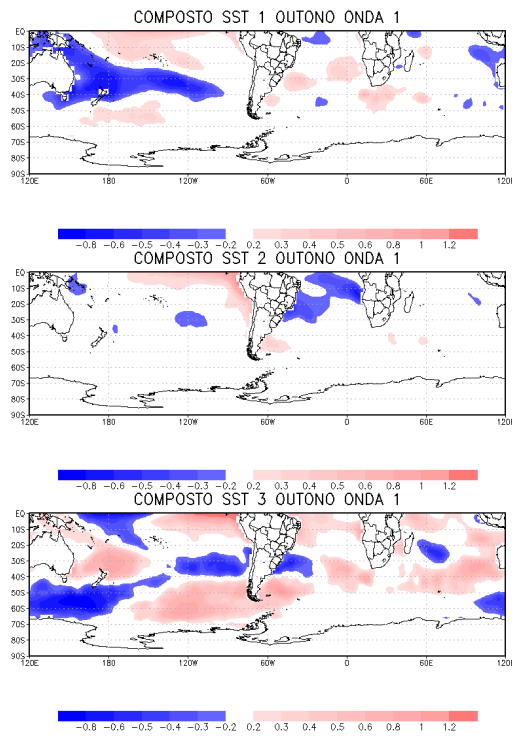 COMPOSTO SST 1 OUTONO ONDA 1
EQ
10S
20S
30S
40S
50S
60S
70S
80S
90S
120E 180 120W 60W 0 60E 120E
-0.8 -0.6 -0.5 -0.4 -0.3 -0.2 0.2 0.3 0.4 0.5 0.6 0.8 1 1.2
COMPOSTO SST 2 OUTONO ONDA 1
EQ
10S
20S
30S
40S
50S
60S
70S
80S
90S
120E 180 120W 60W 0 60E 120E
-0.8 -0.6 -0.5 -0.4 -0.3 -0.2 0.2 0.3 0.4 0.5 0.6 0.8 1 1.2
COMPOSTO SST 3 OUTONO ONDA 1
EQ
10S
20S
30S
40S
50S
60S
70S
80S
90S
120E 180 120W 60W 0 60E 120E
-0.8 -0.6 -0.5 -0.4 -0.3 -0.2 0.2 0.3 0.4 0.5 0.6 0.8 1 1.2